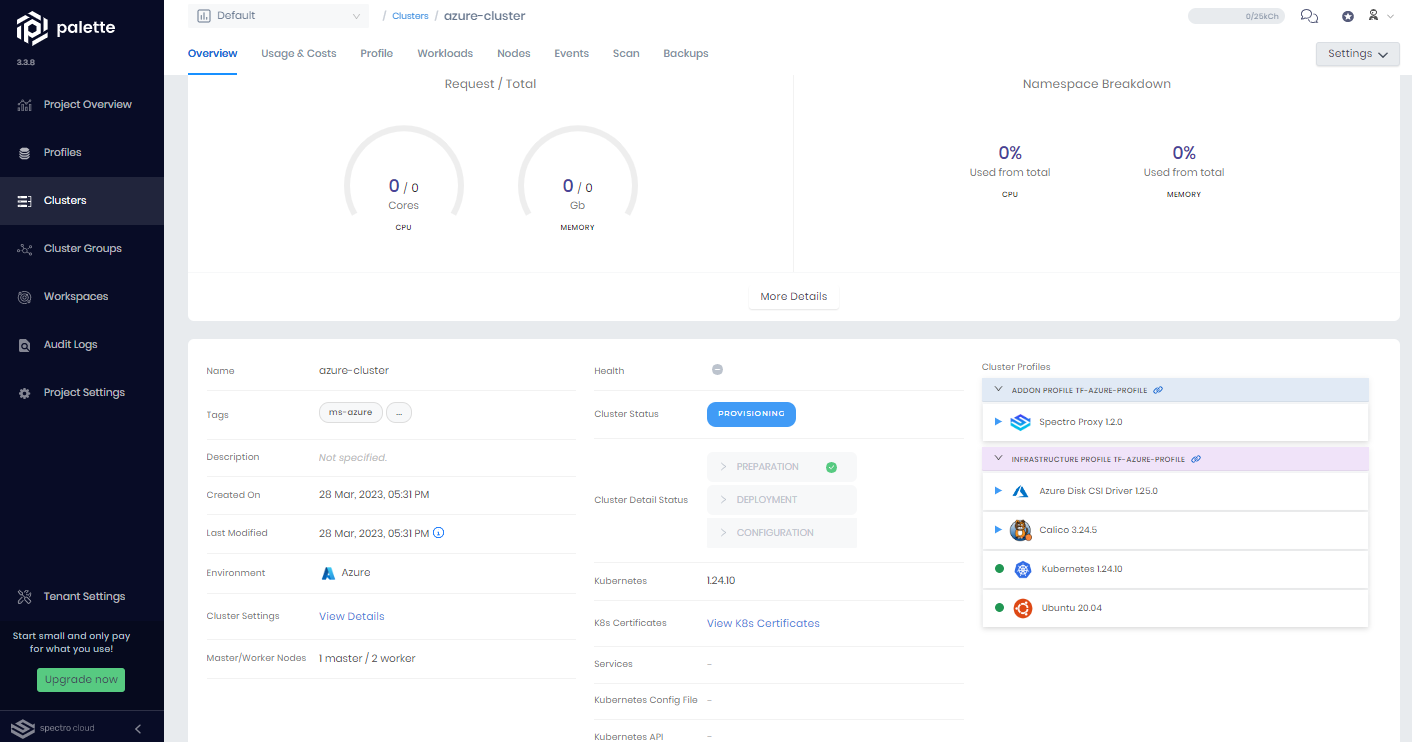 palette
3.3.8
Project Overview
Profiles
Clusters
Cluster Groups
Workspaces
Audit Logs
Project Settings
Tenant Settings
Start small and only pay
for what you use!
Upgrade now
spectro cloud
Default
/ Clusters / azure-cluster
0/25kCh
Overview
Usage & Costs
Profile
Workloads
Nodes
Events
Scan
Backups
Settings
Request / Total
0 / 0
Cores
CPU
0 / 0
Gb
MEMORY
Namespace Breakdown
0%
Used from total
CPU
0%
Used from total
MEMORY
More Details
Name azure-cluster
Tags ms-azure ...
Description Not specified.
Created On 28 Mar, 2023, 05:31 PM
Last Modified 28 Mar, 2023, 05:31 PM
Environment Azure
Cluster Settings View Details
Master/Worker Nodes 1 master / 2 worker
Health
Cluster Status PROVISIONING
Cluster Detail Status
PREPARATION
DEPLOYMENT
CONFIGURATION
Kubernetes 1.24.10
K8s Certificates View K8s Certificates
Services –
Kubernetes Config File –
Kubernetes API –
Cluster Profiles
ADDON PROFILE TF-AZURE-PROFILE
Spectro Proxy 1.2.0
INFRASTRUCTURE PROFILE TF-AZURE-PROFILE
Azure Disk CSI Driver 1.25.0
Calico 3.24.5
Kubernetes 1.24.10
Ubuntu 20.04